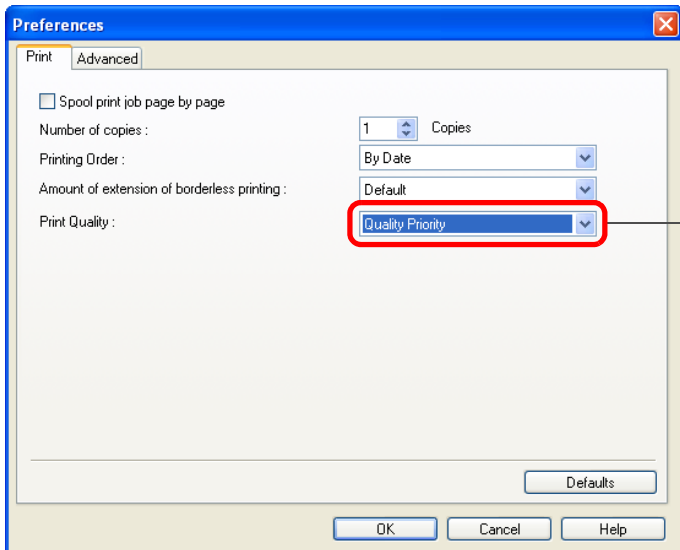 Preferences
Print Advanced
Spool print job page by page
Number of copies : 1 Copies
Printing Order : By Date
Amount of extension of borderless printing : Default
Print Quality : Quality Priority
Defaults
OK Cancel Help